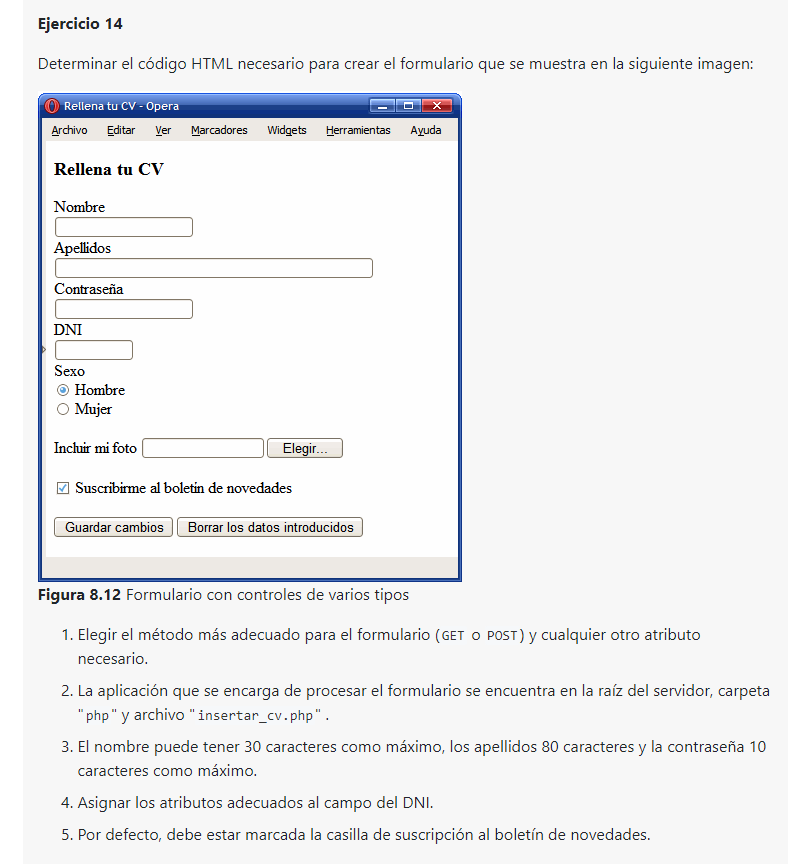 Ejercicio 14
Determinar el código HTML necesario para crear el formulario que se muestra en la siguiente imagen:
Rellena tu CV - Opera
Archivo Editar Ver Marcadores Widgets Herramientas Ayuda
Rellena tu CV
Nombre
Apellidos
Contraseña
DNI
Sexo
Hombre
Mujer
Incluir mi foto Elegir...
Suscribirme al boletín de novedades
Guardar cambios Borrar los datos introducidos
Figura 8.12 Formulario con controles de varios tipos
1. Elegir el método más adecuado para el formulario (GET o POST) y cualquier otro atributo
necesario.
2. La aplicación que se encarga de procesar el formulario se encuentra en la raíz del servidor, carpeta
"php" y archivo "insertar_cv.php".
3. El nombre puede tener 30 caracteres como máximo, los apellidos 80 caracteres y la contraseña 10
caracteres como máximo.
4. Asignar los atributos adecuados al campo del DNI.
5. Por defecto, debe estar marcada la casilla de suscripción al boletín de novedades.